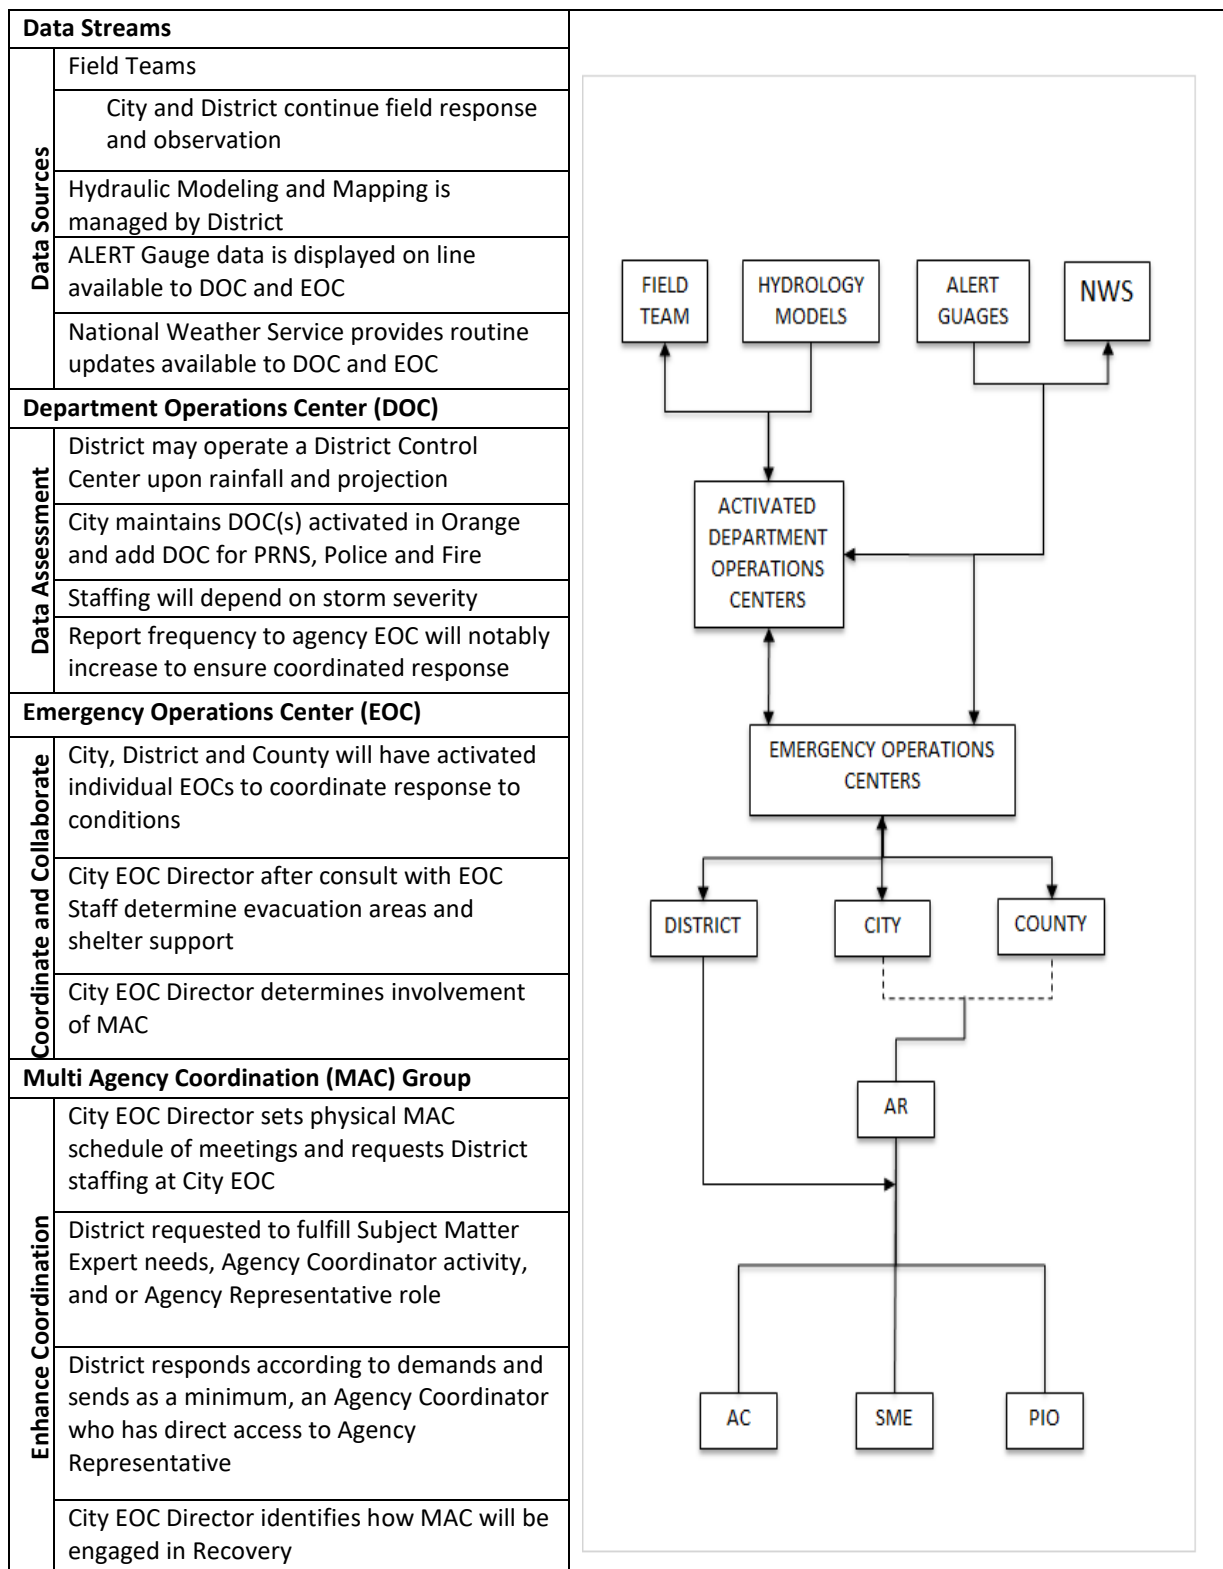 Data Streams
Data Sources
Field Teams
City and District continue field response
and observation
Hydraulic Modeling and Mapping is
managed by District
ALERT Gauge data is displayed on line
available to DOC and EOC
National Weather Service provides routine
updates available to DOC and EOC
Department Operations Center (DOC)
Data Assessment
District may operate a District Control
Center upon rainfall and projection
City maintains DOC(s) activated in Orange
and add DOC for PRNS, Police and Fire
Staffing will depend on storm severity
Report frequency to agency EOC will notably
increase to ensure coordinated response
Emergency Operations Center (EOC)
Coordinate and Collaborate
City, District and County will have activated
individual EOCs to coordinate response to
conditions
City EOC Director after consult with EOC
Staff determine evacuation areas and
shelter support
City EOC Director determines involvement
of MAC
Multi Agency Coordination (MAC) Group
Enhance Coordination
City EOC Director sets physical MAC
schedule of meetings and requests District
staffing at City EOC
District requested to fulfill Subject Matter
Expert needs, Agency Coordinator activity,
and or Agency Representative role
District responds according to demands and
sends as a minimum, an Agency Coordinator
who has direct access to Agency
Representative
City EOC Director identifies how MAC will be
engaged in Recovery
FIELD
TEAM
HYDROLOGY
MODELS
ALERT
GUAGES
NWS
ACTIVATED
DEPARTMENT
OPERATIONS
CENTERS
EMERGENCY OPERATIONS
CENTERS
DISTRICT
CITY
COUNTY
AR
AC
SME
PIO